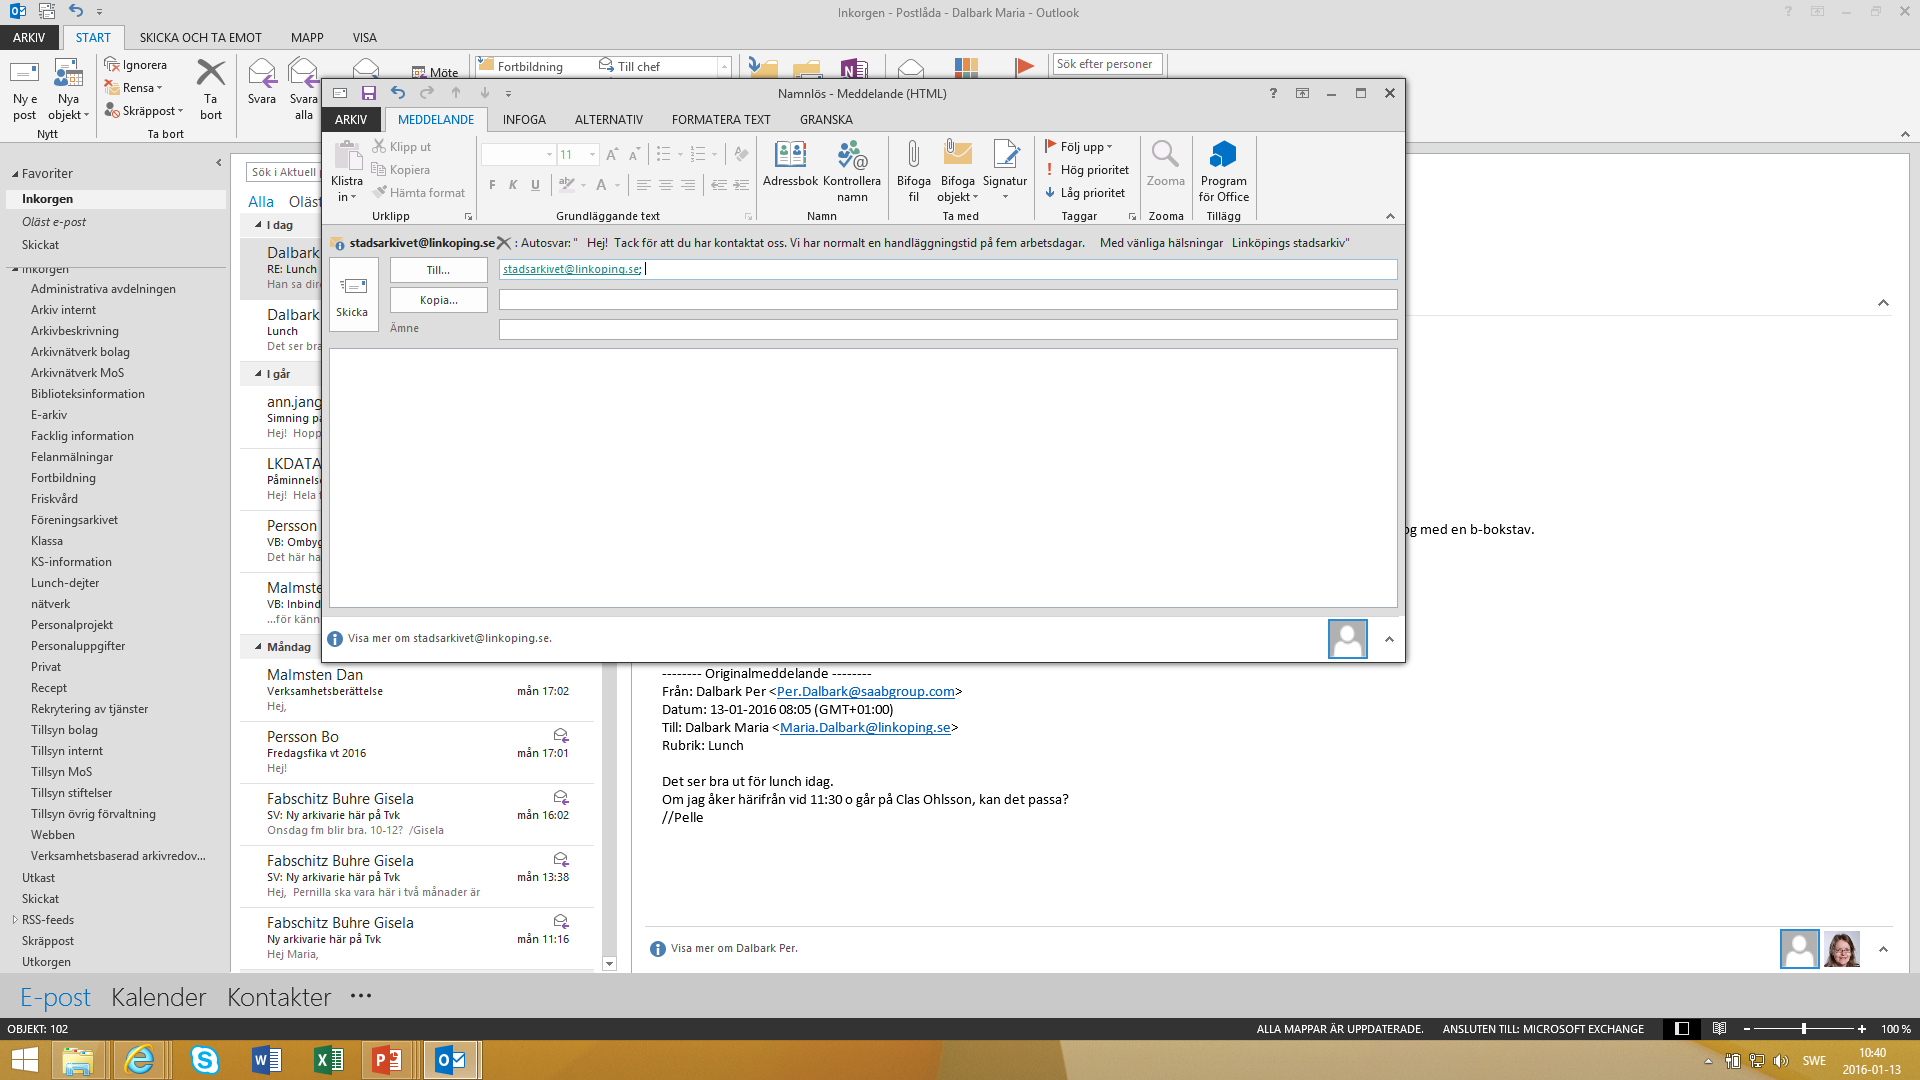 Inkorgen - Postlåda - Dalbark Maria - Outlook
ARKIV START SKICKA OCH TA EMOT MAPP VISA
Ny e post
Nya objekt
Nytt
Ignorera
Rensa
Skräppost
Ta bort
Ta bort
Svara
Svara alla
Möte
Fortbildning
Till chef
Sök efter personer
Favoriter
Inkorgen
Oläst e-post
Skickat
Inkorgen
Administrativa avdelningen
Arkiv internt
Arkivbeskrivning
Arkivnätverk bolag
Arkivnätverk MoS
Biblioteksinformation
E-arkiv
Facklig information
Felanmälningar
Fortbildning
Friskvård
Föreningsarkivet
Klassa
KS-information
Lunch-dejter
nätverk
Personalprojekt
Personaluppgifter
Privat
Recept
Rekrytering av tjänster
Tillsyn bolag
Tillsyn internt
Tillsyn MoS
Tillsyn stiftelser
Tillsyn övrig förvaltning
Webben
Verksamhetsbaserad arkivredov...
Utkast
Skickat
RSS-feeds
Skräppost
Utkorgen
Sök i Aktuell
Alla Oläst
I dag
Dalbark
RE: Lunch
Han sa dir
Dalbark
Lunch
Det ser bra
I går
ann.jang
Simning på
Hej! Hopp
LKDATA
Påminnelse
Hej! Hela
Persson
VB: Ombyg
Det här ha
Malmste
VB: Inbind
...för känn
Måndag
Malmsten Dan
Verksamhetsberättelse mån 17:02
Hej,
Persson Bo
Fredagsfika vt 2016 mån 17:01
Hej!
Fabschitz Buhre Gisela
SV: Ny arkivarie här på Tvk mån 16:02
Onsdag fm blir bra. 10-12? /Gisela
Fabschitz Buhre Gisela
SV: Ny arkivarie här på Tvk mån 13:38
Hej, Pernilla ska vara här i två månader är
Fabschitz Buhre Gisela
Ny arkivarie här på Tvk mån 11:16
Hej Maria,
Namnlös - Meddelande (HTML)
ARKIV MEDDELANDE INFOGA ALTERNATIV FORMATERA TEXT GRANSKA
Klistra in
Klipp ut
Kopiera
Hämta format
Urklipp
11
F K U
Grundläggande text
Adressbok
Kontrollera namn
Namn
Bifoga fil
Bifoga objekt
Signatur
Ta med
Följ upp
Hög prioritet
Låg prioritet
Taggar
Zooma
Zooma
Program för Office
Tillägg
stadsarkivet@linkoping.se : Autosvar: " Hej! Tack för att du har kontaktat oss. Vi har normalt en handläggningstid på fem arbetsdagar. Med vänliga hälsningar Linköpings stadsarkiv"
Skicka
Till... stadsarkivet@linkoping.se;
Kopia...
Ämne
Visa mer om stadsarkivet@linkoping.se.
og med en b-bokstav.
-------- Originalmeddelande --------
Från: Dalbark Per <Per.Dalbark@saabgroup.com>
Datum: 13-01-2016 08:05 (GMT+01:00)
Till: Dalbark Maria <Maria.Dalbark@linkoping.se>
Rubrik: Lunch
Det ser bra ut för lunch idag.
Om jag åker härifrån vid 11:30 o går på Clas Ohlsson, kan det passa?
//Pelle
Visa mer om Dalbark Per.
E-post Kalender Kontakter ...
OBJEKT: 102
ALLA MAPPAR ÄR UPPDATERADE. ANSLUTEN TILL: MICROSOFT EXCHANGE 100 %
SWE
10:40
2016-01-13